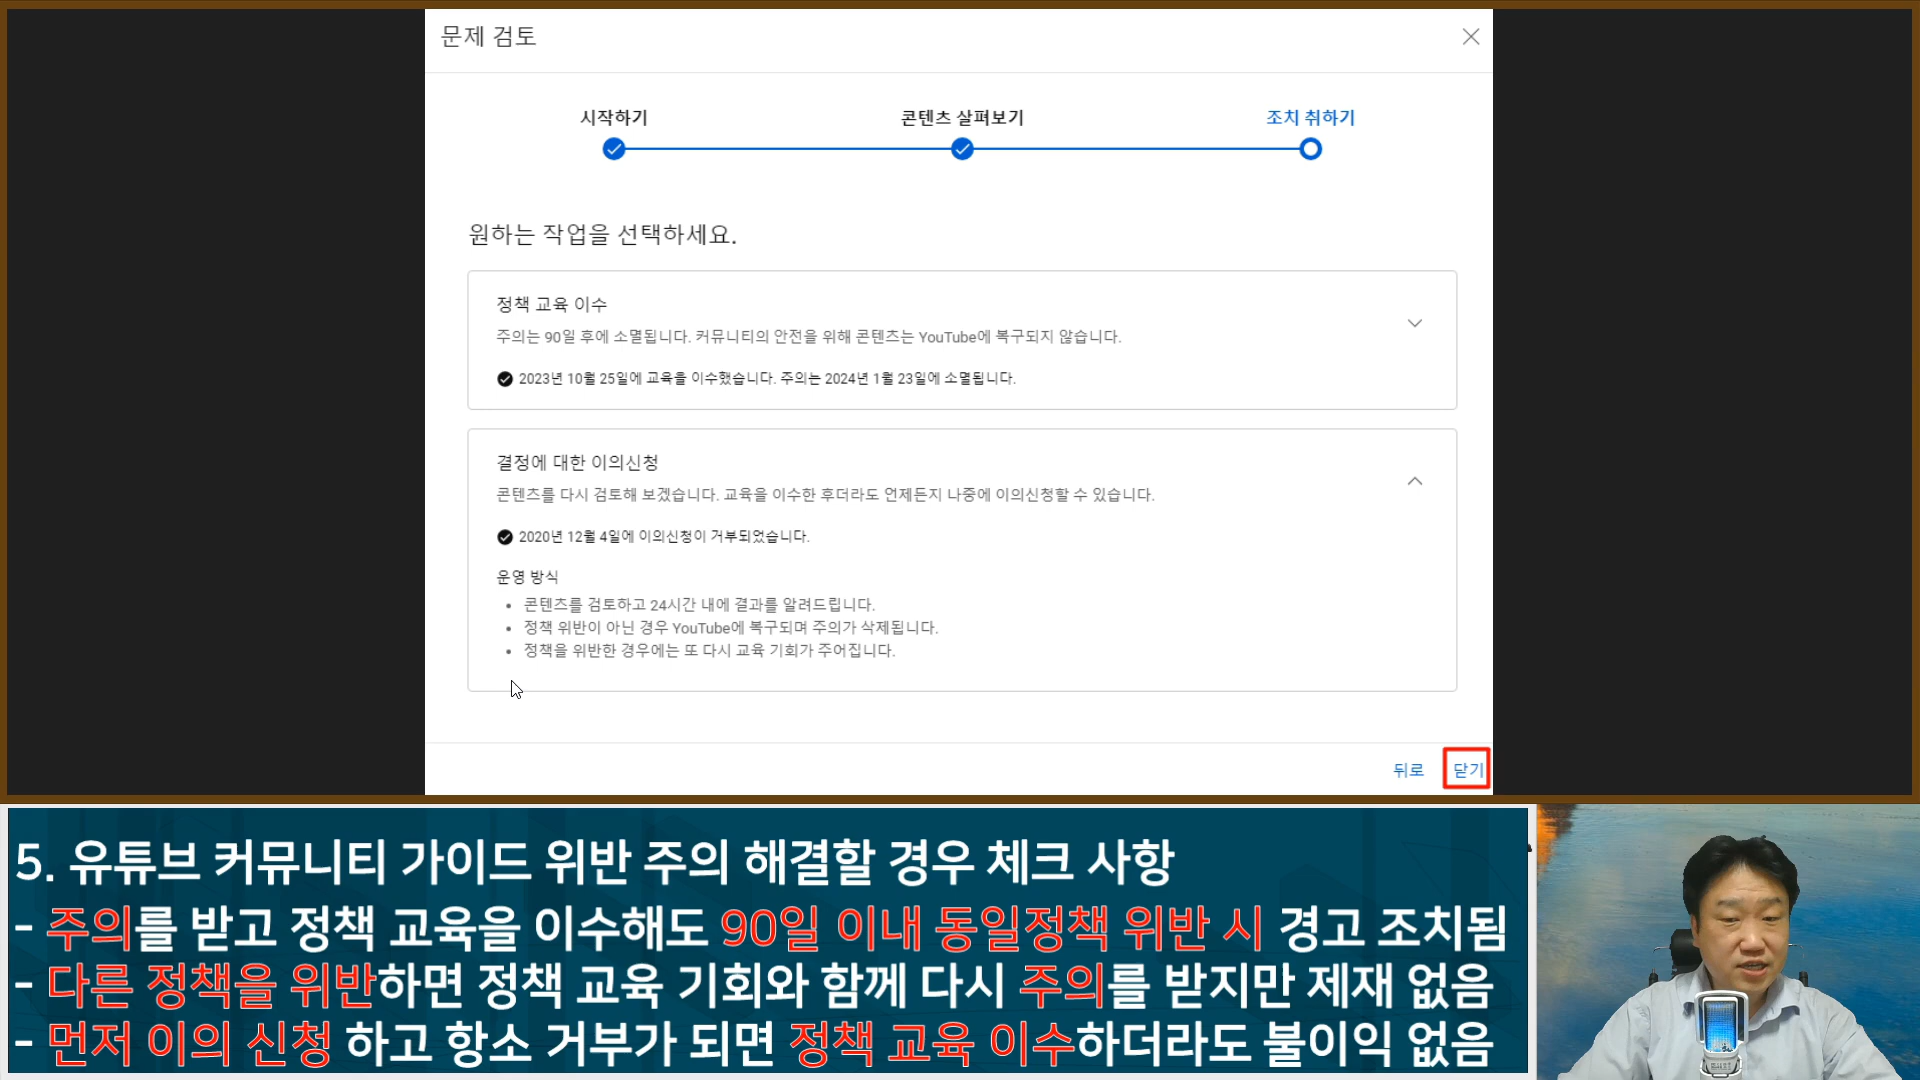 문제 검토
시작하기
콘텐츠 살펴보기
조치 취하기
원하는 작업을 선택하세요.
정책 교육 이수
주의는 90일 후에 소멸됩니다. 커뮤니티의 안전을 위해 콘텐츠는 YouTube에 복구되지 않습니다.
2023년 10월 25일에 교육을 이수했습니다. 주의는 2024년 1월 23일에 소멸됩니다.
결정에 대한 이의신청
콘텐츠를 다시 검토해 보겠습니다. 교육을 이수한 후더라도 언제든지 나중에 이의신청할 수 있습니다.
2020년 12월 4일에 이의신청이 거부되었습니다.
운영 방식
• 콘텐츠를 검토하고 24시간 내에 결과를 알려드립니다.
• 정책 위반이 아닌 경우 YouTube에 복구되며 주의가 삭제됩니다.
• 정책을 위반한 경우에는 또 다시 교육 기회가 주어집니다.
뒤로 닫기
5. 유튜브 커뮤니티 가이드 위반 주의 해결할 경우 체크 사항
- 주의를 받고 정책 교육을 이수해도 90일 이내 동일정책 위반 시 경고 조치됨
- 다른 정책을 위반하면 정책 교육 기회와 함께 다시 주의를 받지만 제재 없음
- 먼저 이의 신청 하고 항소 거부가 되면 정책 교육 이수하더라도 불이익 없음